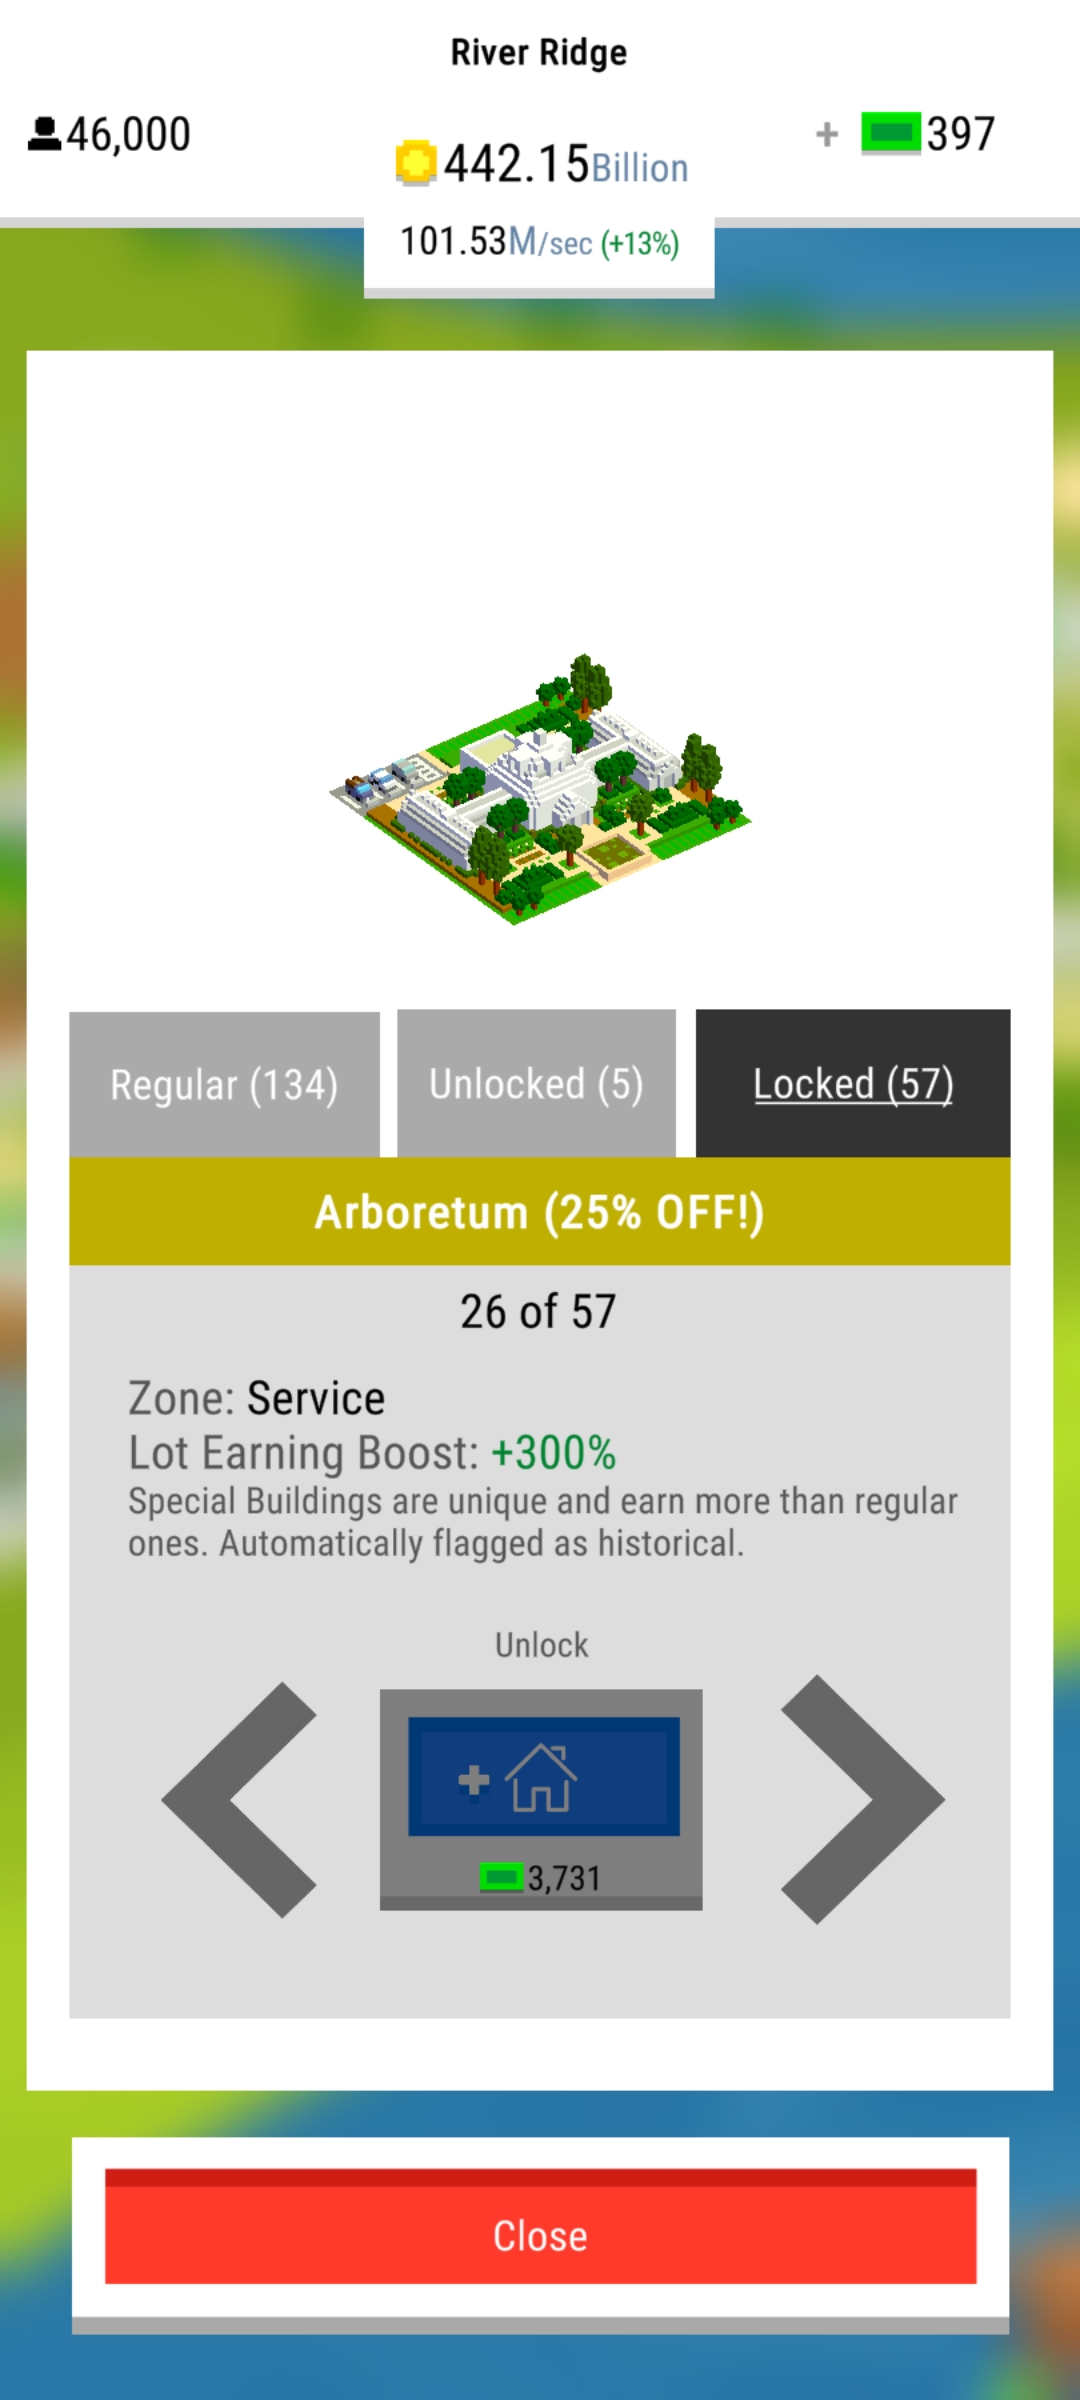 River Ridge
46,000
442.15Billion
+ 397
101.53M/sec (+13%)
Regular (134)
Unlocked (5)
Locked (57)
Arboretum (25% OFF!)
26 of 57
Zone: Service
Lot Earning Boost: +300%
Special Buildings are unique and earn more than regular
ones. Automatically flagged as historical.
Unlock
+
3,731
Close